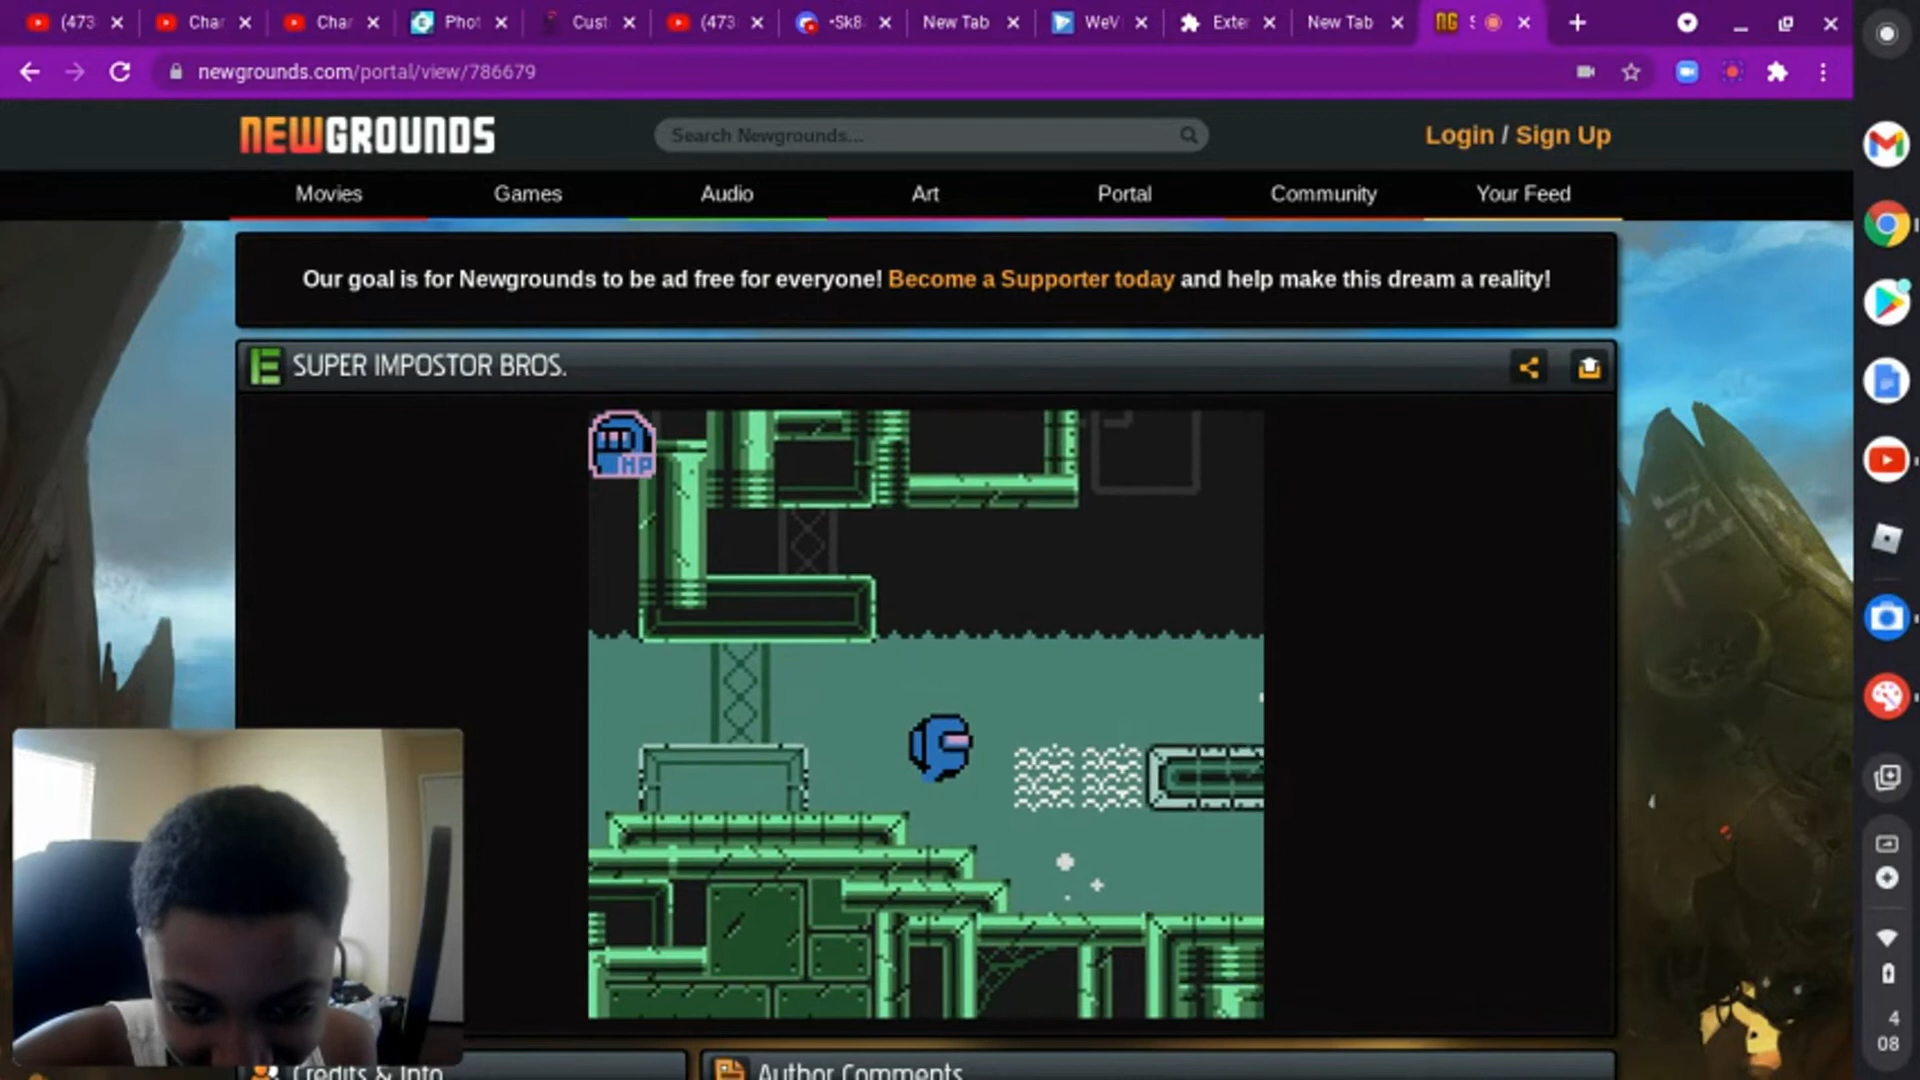 (473
Char
Char
Phot
Cust
(473
-Sk8-
New Tab
WeV
Exter
New Tab
newgrounds.com/portal/view/786679
NEWGROUNDS
Search Newgrounds...
Login / Sign Up
Movies
Games
Audio
Art
Portal
Community
Your Feed
Our goal is for Newgrounds to be ad free for everyone! Become a Supporter today and help make this dream a reality!
E SUPER IMPOSTOR BROS.
HP
Credits & Info
Author Comments
4
08